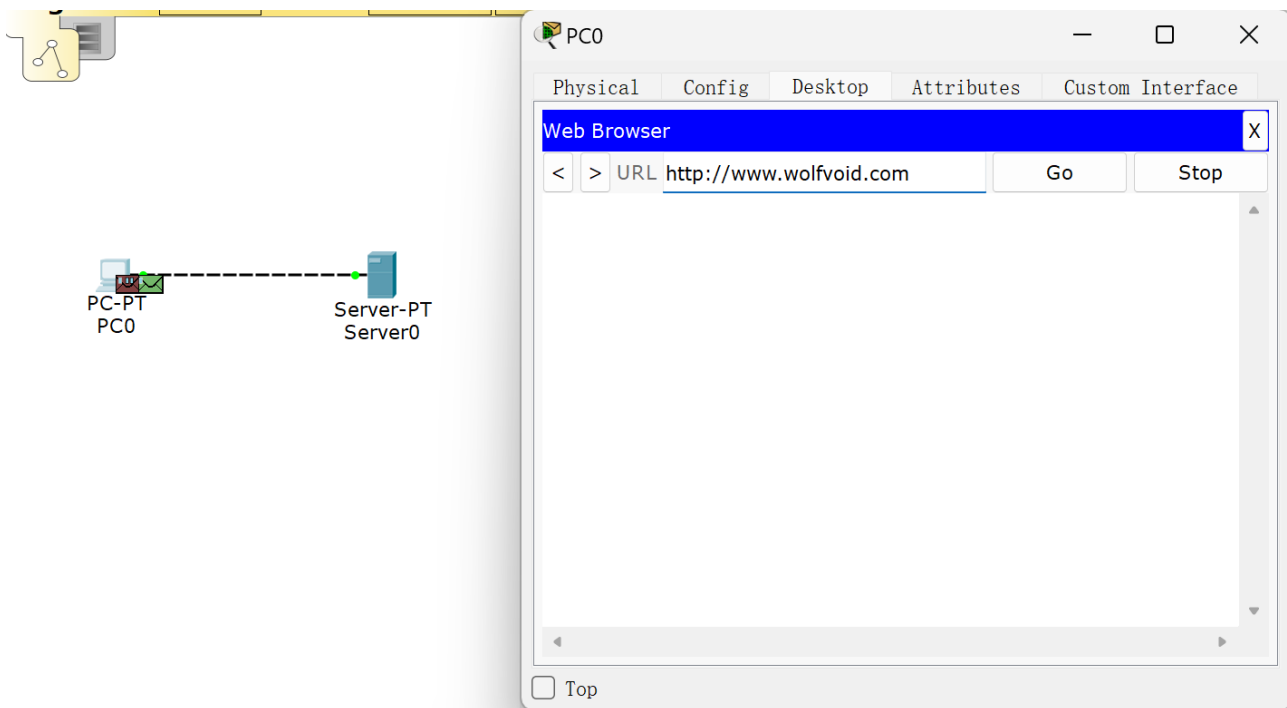 PC0
Physical Config Desktop Attributes Custom Interface
Web Browser X
< > URL http://www.wolfvoid.com Go Stop
PC-PT
PC0
Server-PT
Server0
Top